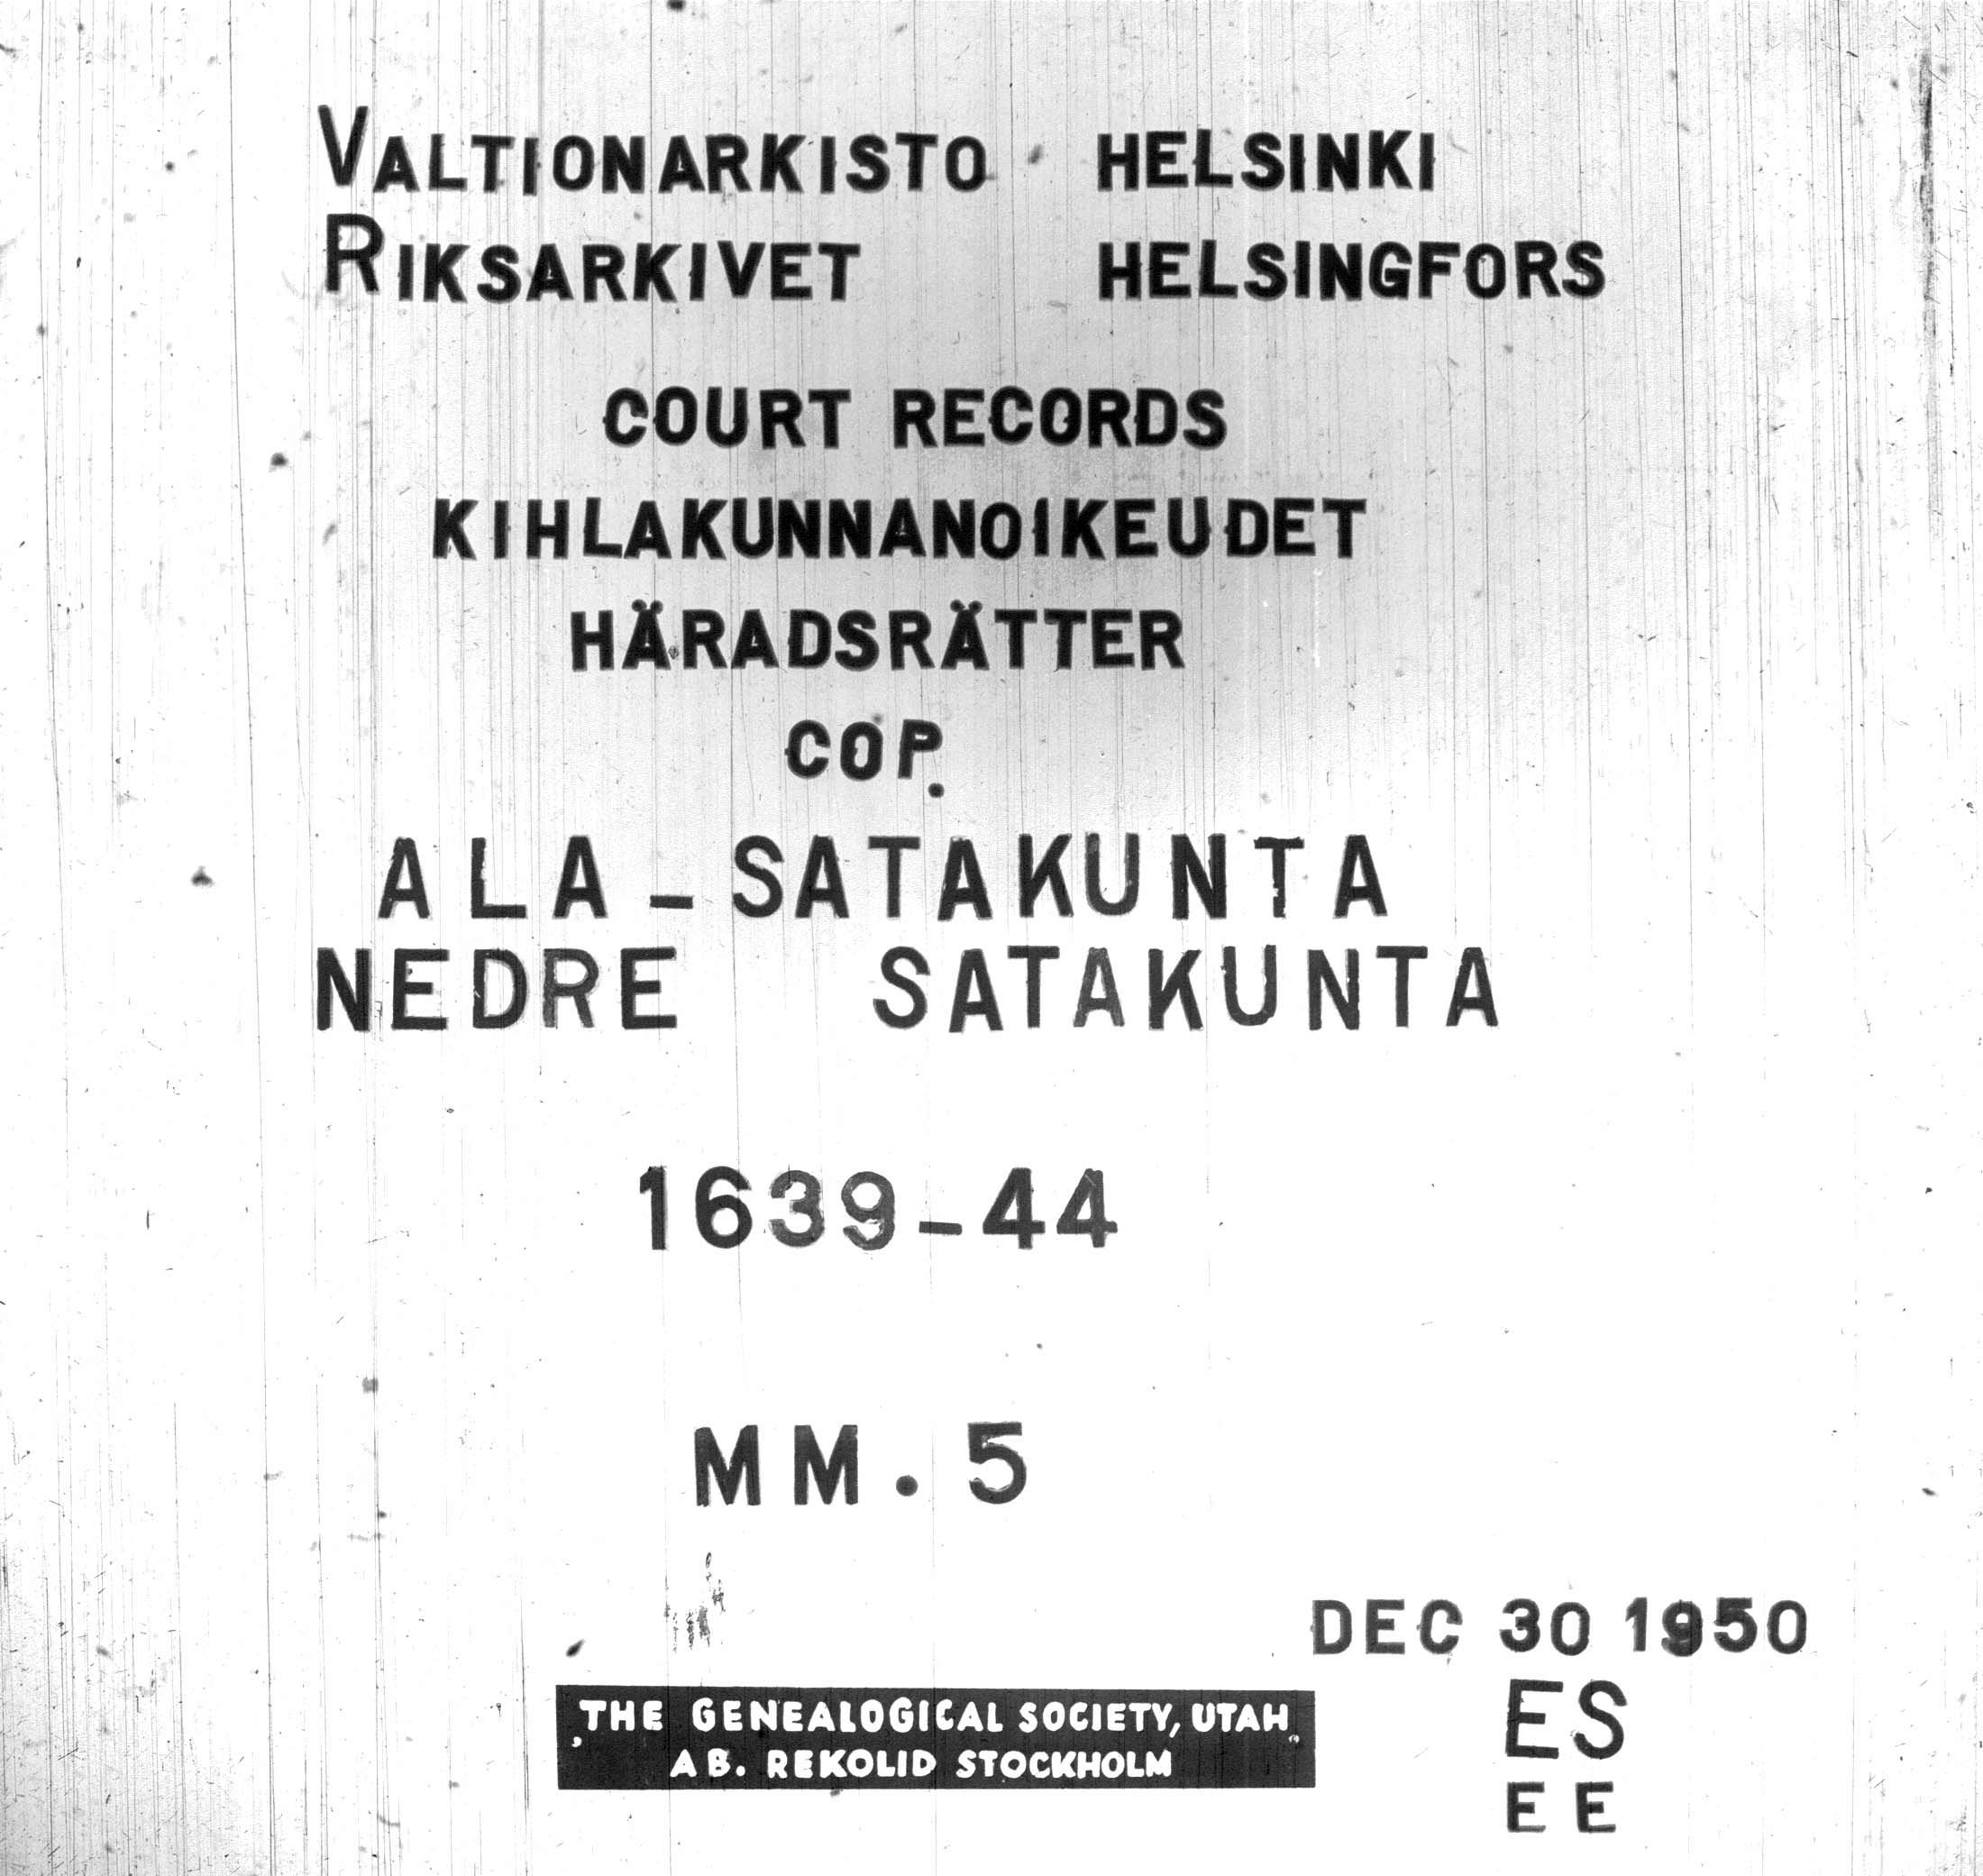 VALTIONARKISTO HELSINKI
RIKSARKIVET HELSINGFORS
COURT RECORDS
KIHLAKUNNANOIKEUDET
HÄRADSRÄTTER
COP.
ALA-SATAKUNTA
NEDRE SATAKUNTA
1639-44
MM. 5
DEC 30 1950
ES
EE
THE GENEALOGICAL SOCIETY, UTAH
AB. REKOLID STOCKHOLM